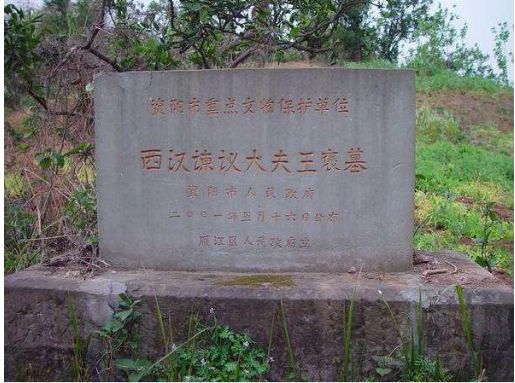 资阳市重点文物保护单位
西汉谏议大夫王褒墓
资阳市人民政府
二〇〇一年五月十六日公布
雁江区人民政府立